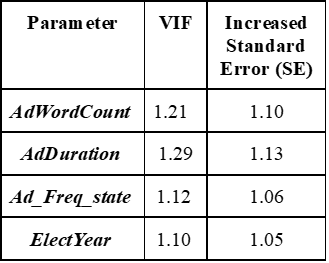 Parameter VIF Increased
Standard
Error (SE)
AdWordCount 1.21 1.10
AdDuration 1.29 1.13
Ad_Freq_state 1.12 1.06
ElectYear 1.10 1.05